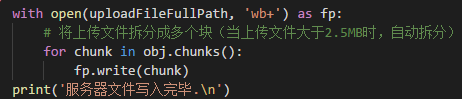 with open(uploadFileFullPath, 'wb+') as fp:
    # 将上传文件拆分成多个块（当上传文件大于2.5MB时，自动拆分）
    for chunk in obj.chunks():
        fp.write(chunk)
print('服务器文件写入完毕.\n')